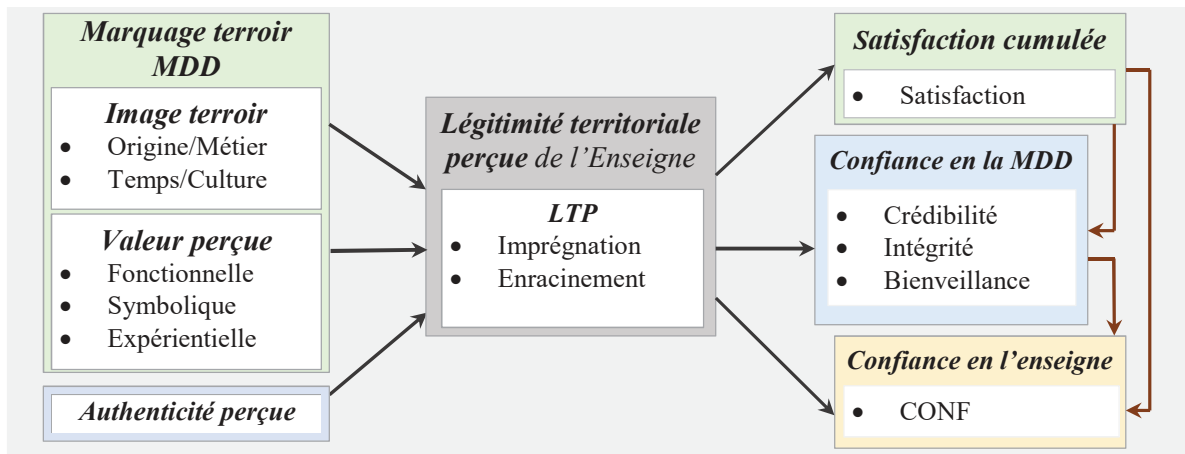 Marquage terroir
MDD
Image terroir
• Origine/Métier
• Temps/Culture
Valeur perçue
• Fonctionnelle
• Symbolique
• Expérientielle
Authenticité perçue
Légitimité territoriale
perçue de l’Enseigne
LTP
• Imprégnation
• Enracinement
Satisfaction cumulée
• Satisfaction
Confiance en la MDD
• Crédibilité
• Intégrité
• Bienveillance
Confiance en l’enseigne
• CONF